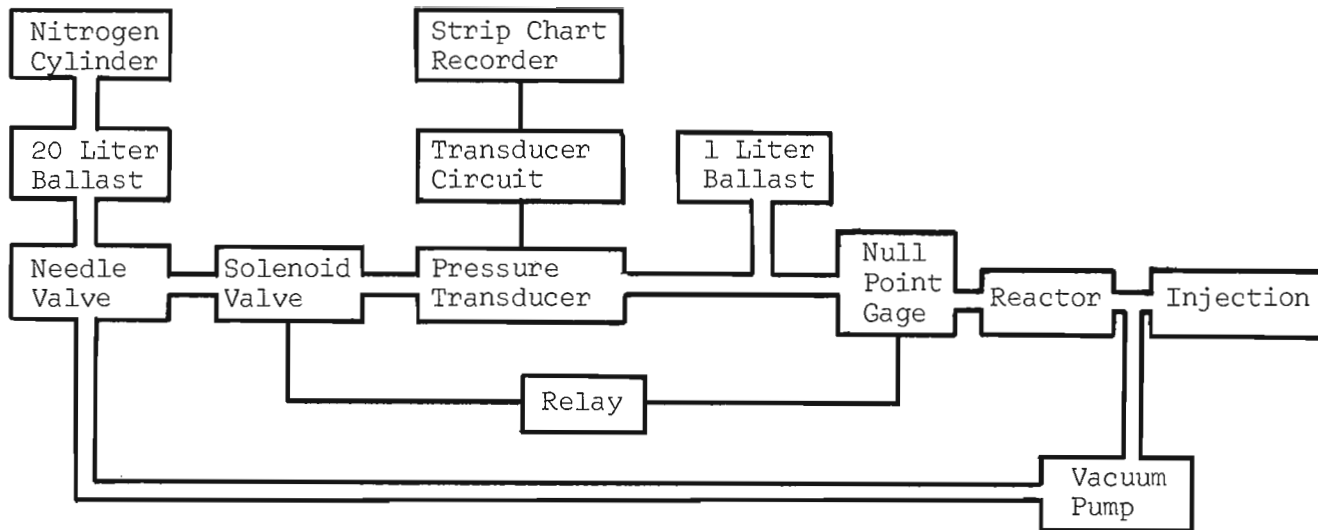 Nitrogen
Cylinder
Strip Chart
Recorder
20 Liter
Ballast
Transducer
Circuit
1 Liter
Ballast
Needle
Valve
Solenoid
Valve
Pressure
Transducer
Null
Point
Gage
Reactor
Injection
Relay
Vacuum
Pump